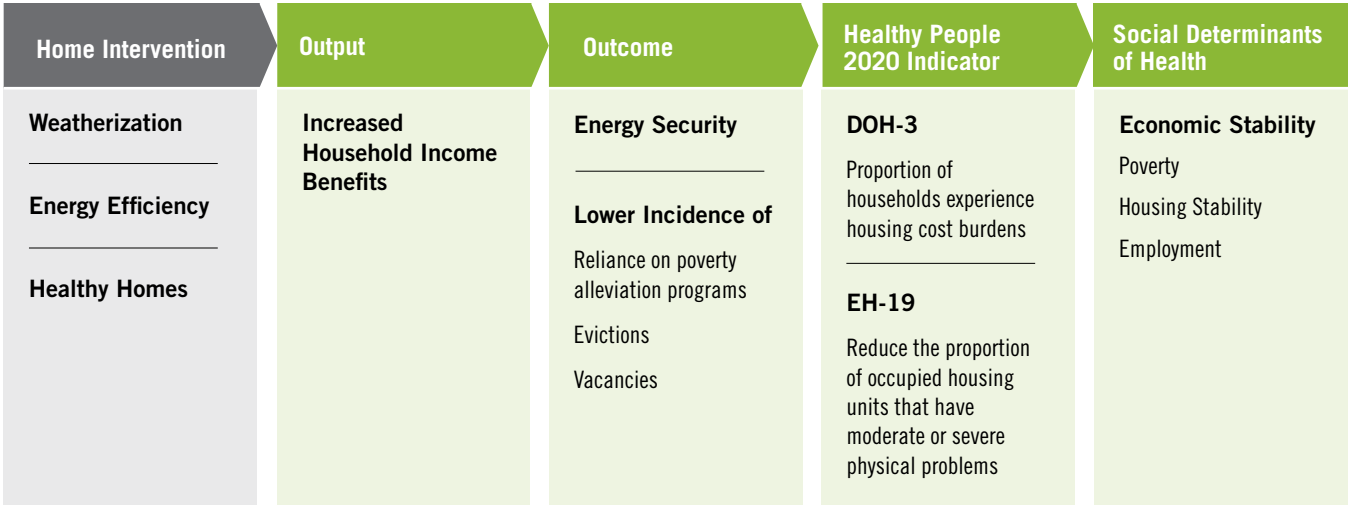 Home Intervention
Weatherization
Energy Efficiency
Healthy Homes
Output
Increased
Household Income
Benefits
Outcome
Energy Security
Lower Incidence of
Reliance on poverty
alleviation programs
Evictions
Vacancies
Healthy People
2020 Indicator
DOH-3
Proportion of
households experience
housing cost burdens
EH-19
Reduce the proportion
of occupied housing
units that have
moderate or severe
physical problems
Social Determinants
of Health
Economic Stability
Poverty
Housing Stability
Employment